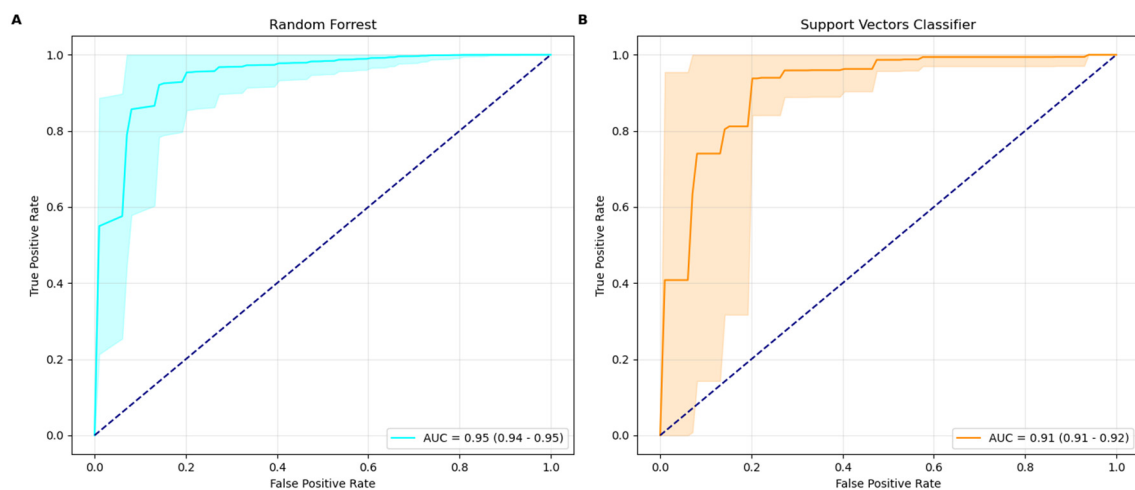 A
Random Forrest
True Positive Rate
1.0
0.8
0.6
0.4
0.2
0.0
AUC = 0.95 (0.94 - 0.95)
0.0 0.2 0.4 0.6 0.8 1.0
False Positive Rate
B
Support Vectors Classifier
True Positive Rate
1.0
0.8
0.6
0.4
0.2
0.0
AUC = 0.91 (0.91 - 0.92)
0.0 0.2 0.4 0.6 0.8 1.0
False Positive Rate